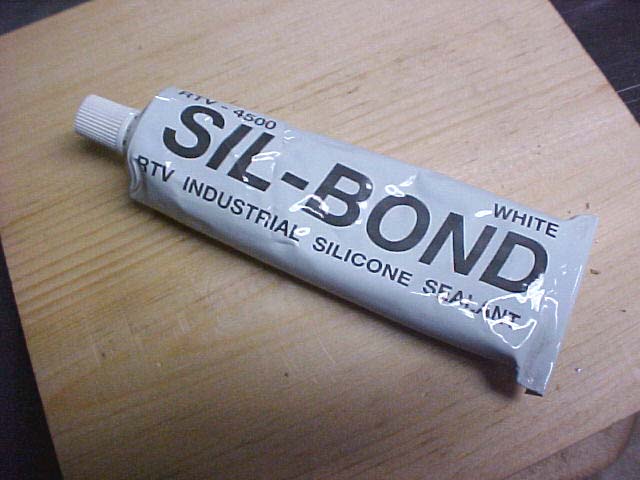 RTV - 4500
SIL-BOND
WHITE
RTV INDUSTRIAL SILICONE SEALANT